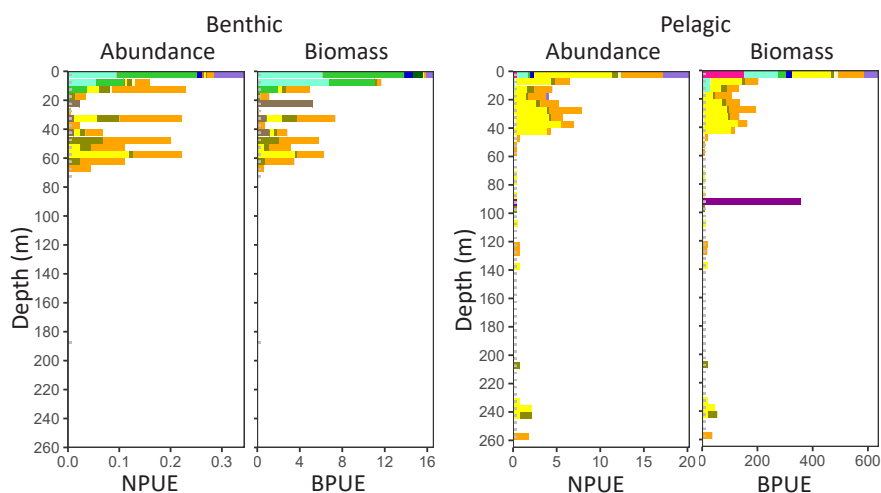 Benthic
Pelagic
Abundance
Biomass
Abundance
Biomass
Depth (m)
0
20
40
60
80
100
120
140
160
180
200
220
240
260
0.0 0.1 0.2 0.3
0 4 8 12 16
NPUE
BPUE
Depth (m)
0
20
40
60
80
100
120
140
160
180
200
220
240
260
0 5 10 15 20
0 200 400 600
NPUE
BPUE